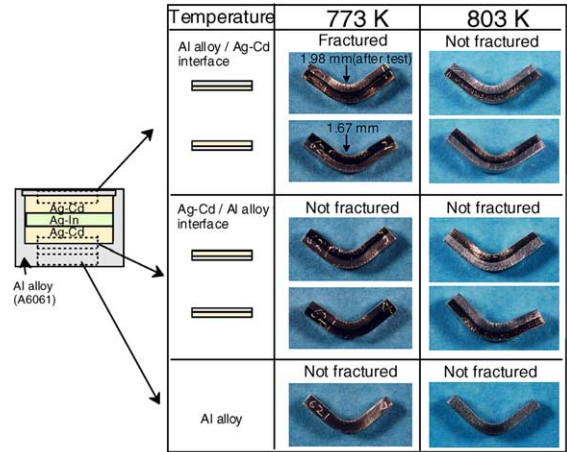 Temperature 773 K 803 K
Al alloy / Ag-Cd interface
Fractured
Not fractured
1.98 mm(after test)
1.67 mm
Ag-Cd
Ag-In
Ag-Cd
Al alloy
(A6061)
Ag-Cd / Al alloy
interface
Not fractured
Not fractured
Al alloy
Not fractured
Not fractured
621